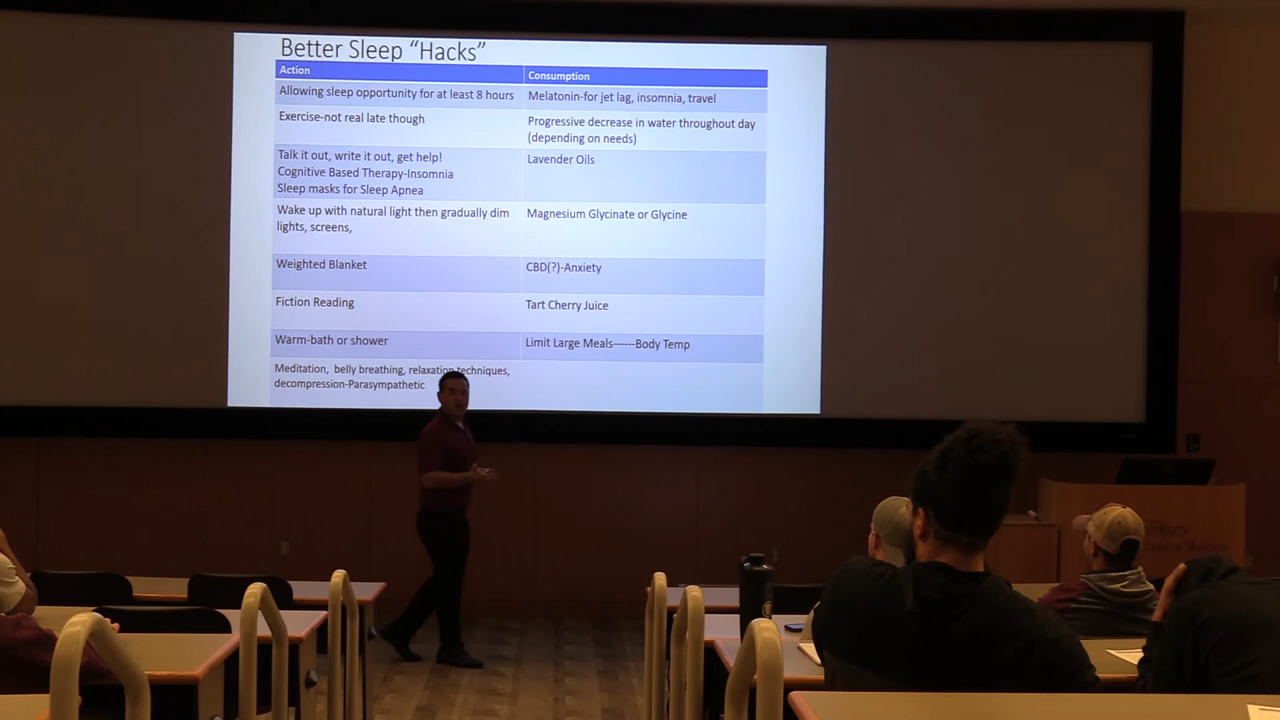 Better Sleep “Hacks”
Action
Consumption
Allowing sleep opportunity for at least 8 hours
Melatonin-for jet lag, insomnia, travel
Exercise-not real late though
Progressive decrease in water throughout day
(depending on needs)
Talk it out, write it out, get help!
Cognitive Based Therapy-Insomnia
Sleep masks for Sleep Apnea
Lavender Oils
Wake up with natural light then gradually dim
lights, screens,
Magnesium Glycinate or Glycine
Weighted Blanket
CBD(?)-Anxiety
Fiction Reading
Tart Cherry Juice
Warm-bath or shower
Limit Large Meals------Body Temp
Meditation, belly breathing, relaxation techniques,
decompression-Parasympathetic